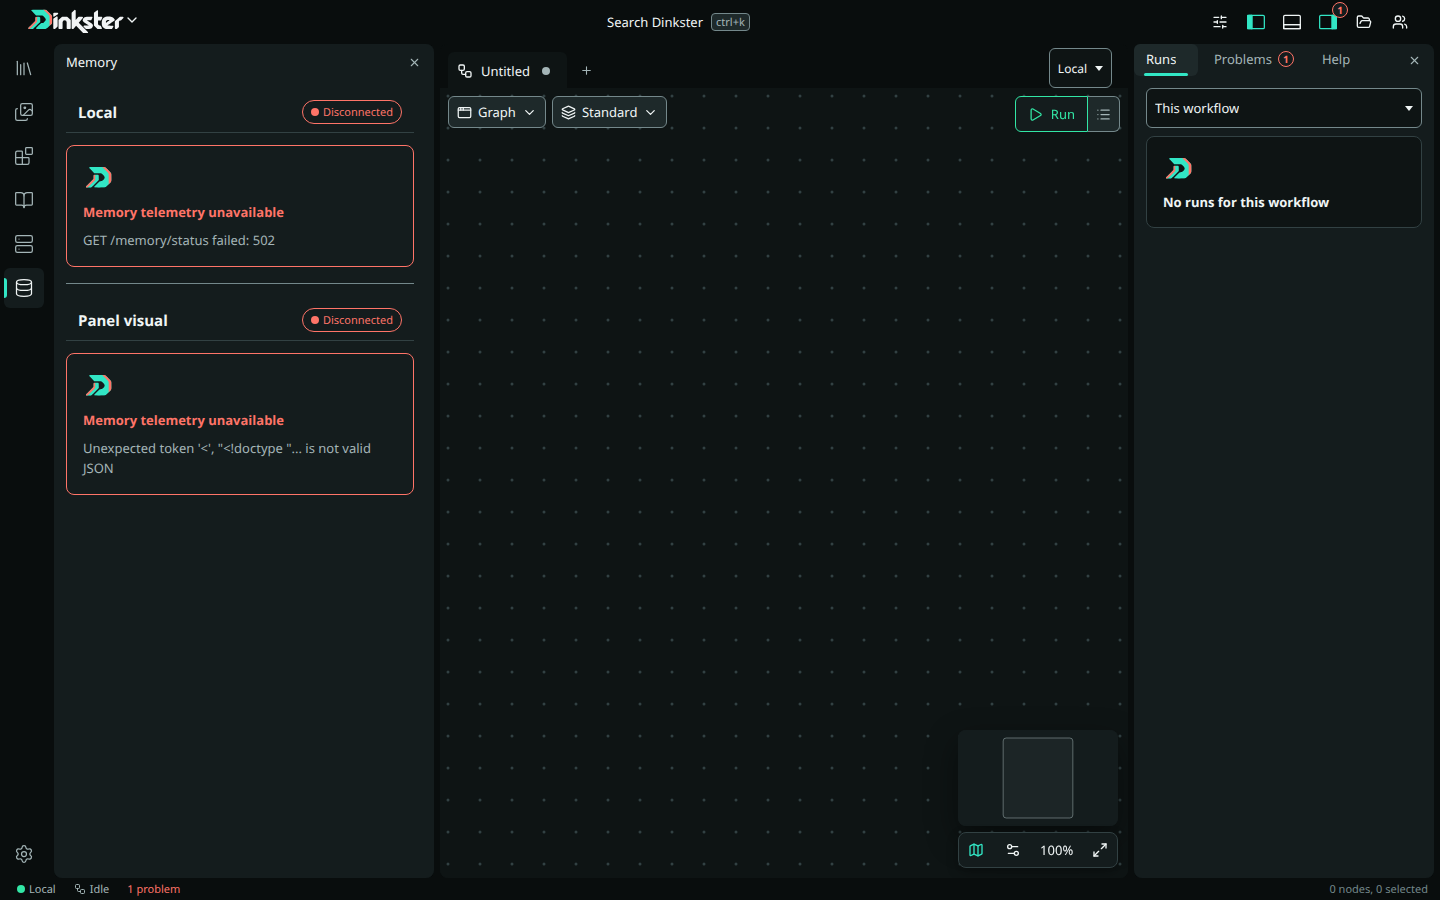 Dinkster
Search Dinkster ctrl+k
1
Memory
Local
Disconnected
Memory telemetry unavailable
GET /memory/status failed: 502
Panel visual
Disconnected
Memory telemetry unavailable
Unexpected token '<', "<!doctype "... is not valid
JSON
Untitled
Local
Graph
Standard
Run
100%
Runs
Problems 1
Help
This workflow
No runs for this workflow
Local
Idle
1 problem
0 nodes, 0 selected